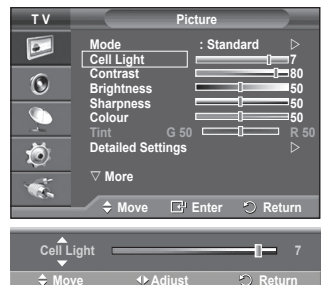 T V Picture
Mode : Standard ▷
Cell Light 7
Contrast 80
Brightness 50
Sharpness 50
Colour 50
Tint G 50 R 50
Detailed Settings ▷
▽ More
Move Enter Return
Cell Light 7
Move Adjust Return